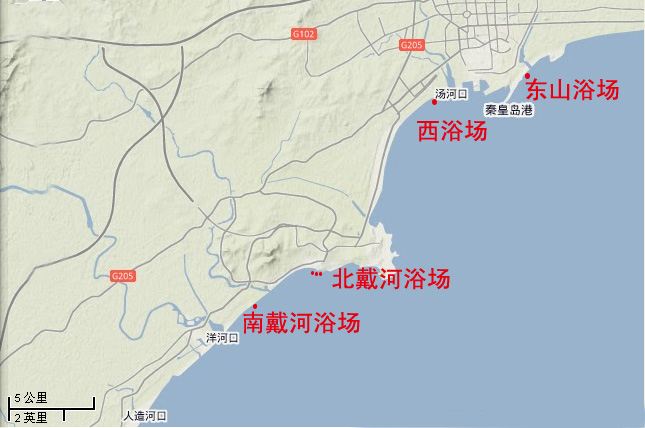 G102
G205
东山浴场
汤河口
秦皇岛港
西浴场
G205
北戴河浴场
南戴河浴场
洋河口
5 公里
2 英里
人造河口